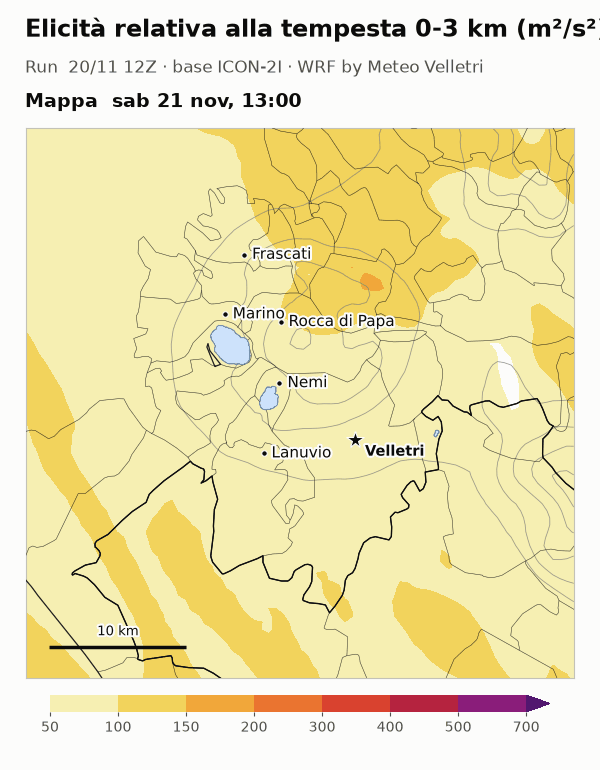 Elicità relativa alla tempesta 0-3 km (m²/s²)
Run 20/11 12Z · base ICON-2I · WRF by Meteo Velletri
Mappa sab 21 nov, 13:00
Frascati
Marino
Rocca di Papa
Nemi
Velletri
Lanuvio
10 km
50 100 150 200 300 400 500 700